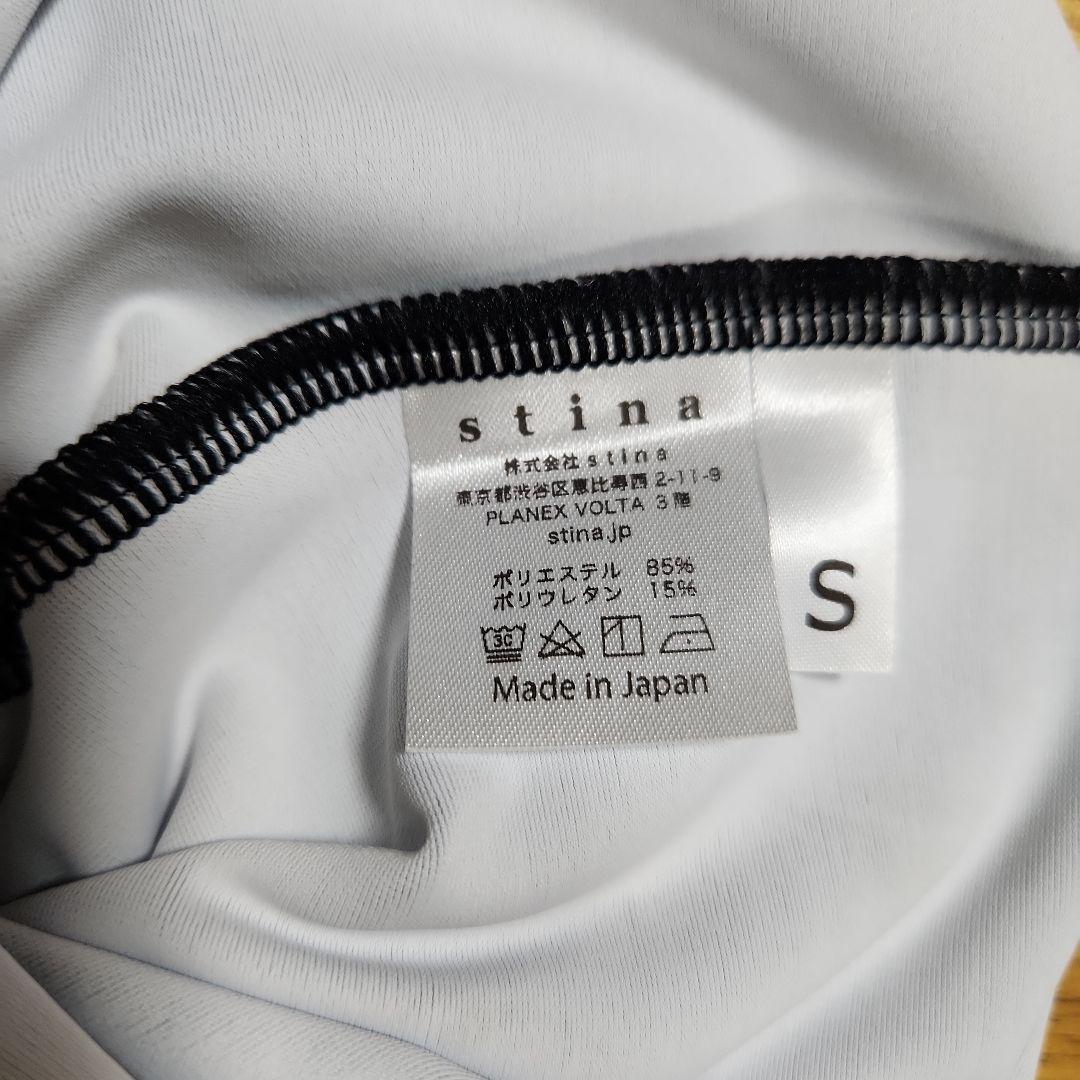 stina
株式会社stina
東京都渋谷区恵比寿西2-11-9
PLANEX VOLTA 3階
stina.jp
ポリエステル 85%
ポリウレタン 15%
30
Made in Japan
S